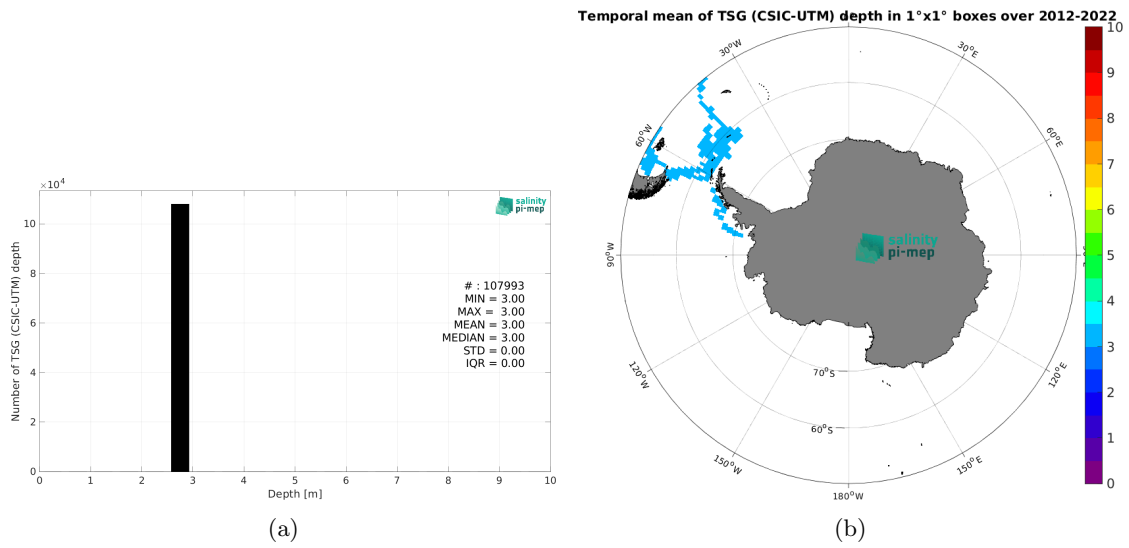 ×10⁴
10
8
6
4
2
0
Number of TSG (CSIC-UTM) depth
salinity
pi-mep
# : 107993
MIN = 3.00
MAX = 3.00
MEAN = 3.00
MEDIAN = 3.00
STD = 0.00
IQR = 0.00
0 1 2 3 4 5 6 7 8 9 10
Depth [m]
(a)
Temporal mean of TSG (CSIC-UTM) depth in 1°x1° boxes over 2012-2022
30°W
30°E
60°W
60°E
90°W
120°W
120°E
150°W
150°E
180°W
70°S
60°S
salinity
pi-mep
10
9
8
7
6
5
4
3
2
1
0
(b)